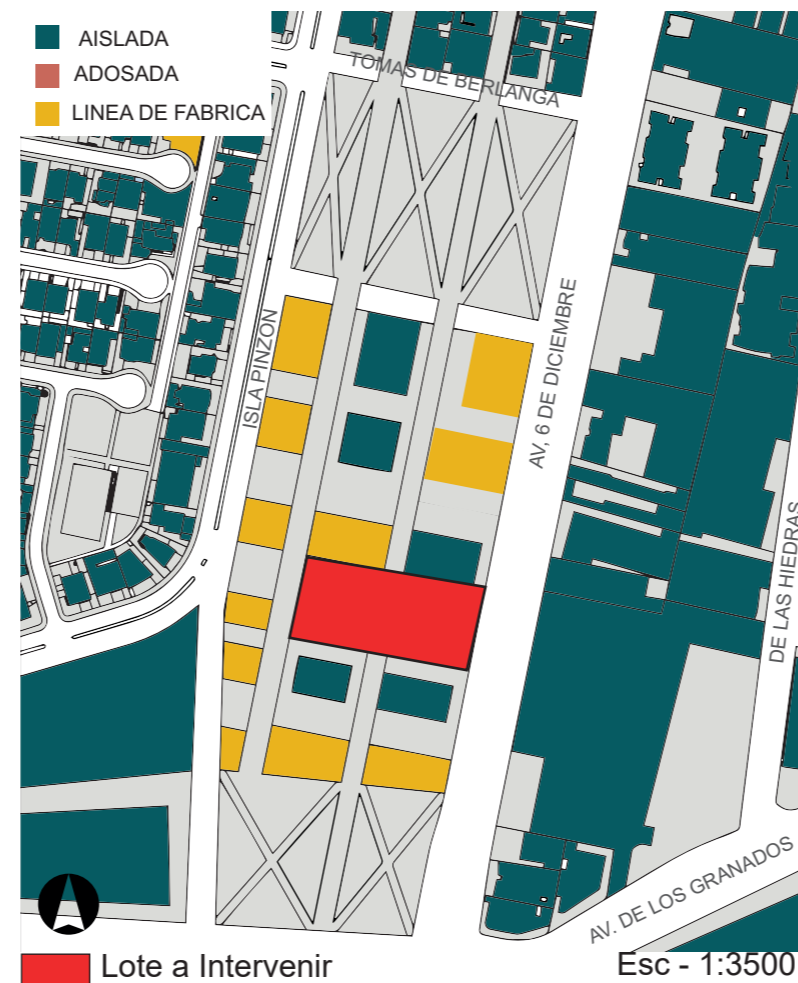 AISLADA
ADOSADA
LINEA DE FABRICA
TOMAS DE BERLANGA
ISLA PINZON
AV, 6 DE DICIEMBRE
DE LAS HIEDRAS
AV. DE LOS GRANADOS
Lote a Intervenir
Esc - 1:3500